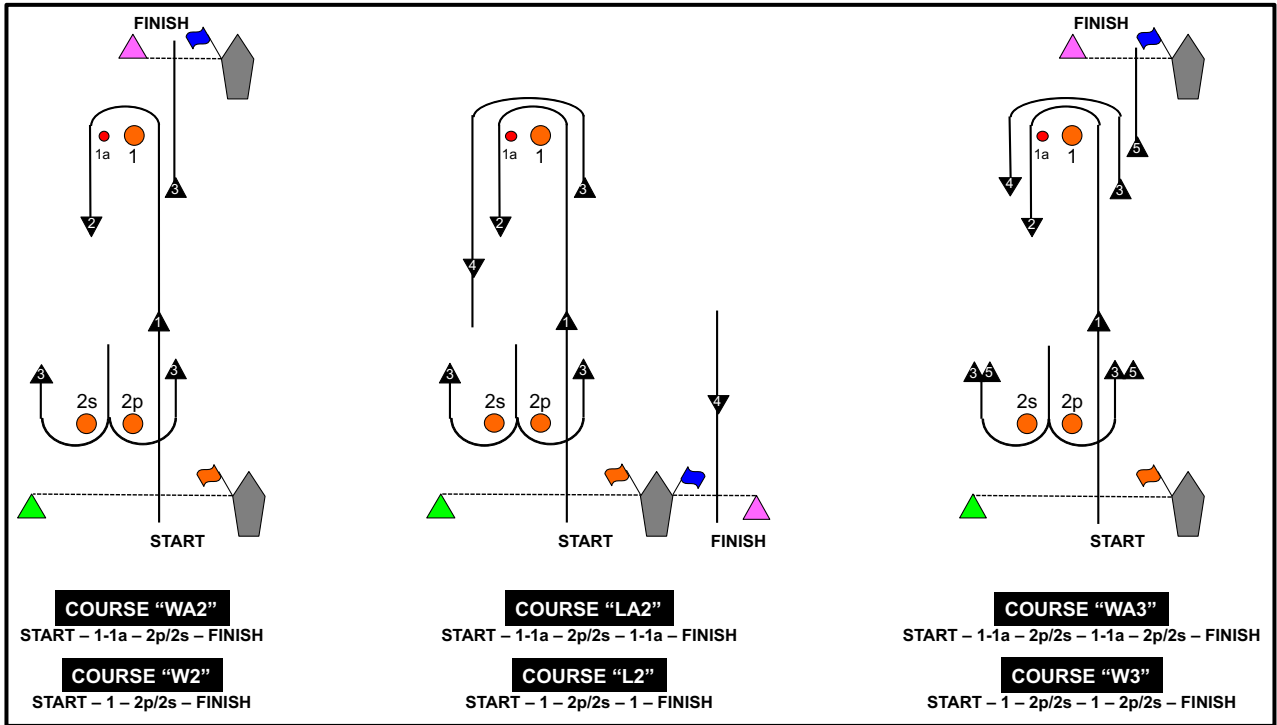 FINISH
1a
1
3
2
1
3
3
2s
2p
START
COURSE “WA2”
START – 1-1a – 2p/2s – FINISH
COURSE “W2”
START – 1 – 2p/2s – FINISH
1a
1
3
2
4
1
3
3
2s
2p
4
START
FINISH
COURSE “LA2”
START – 1-1a – 2p/2s – 1-1a – FINISH
COURSE “L2”
START – 1 – 2p/2s – 1 – FINISH
FINISH
1a
1
5
4
3
2
1
3 5
3 5
2s
2p
START
COURSE “WA3”
START – 1-1a – 2p/2s – 1-1a – 2p/2s – FINISH
COURSE “W3”
START – 1 – 2p/2s – 1 – 2p/2s – FINISH